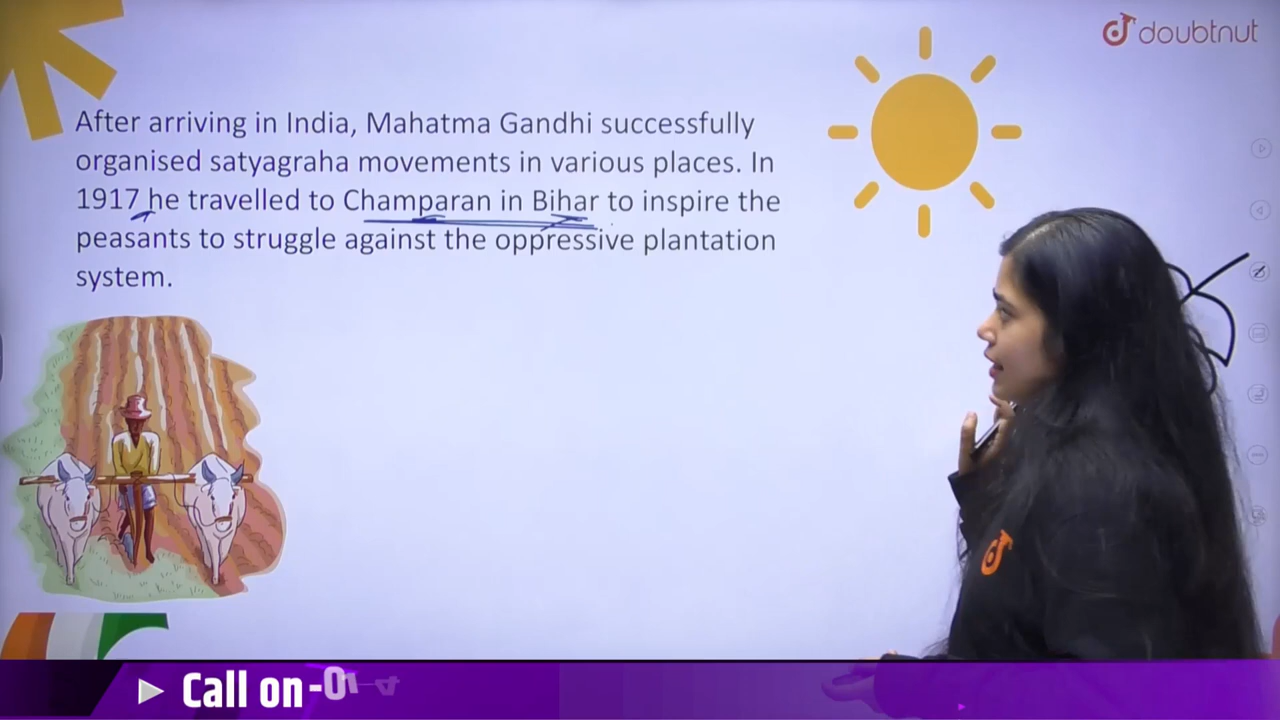 doubtnut
After arriving in India, Mahatma Gandhi successfully
organised satyagraha movements in various places. In
1917 he travelled to Champaran in Bihar to inspire the
peasants to struggle against the oppressive plantation
system.
Call on-